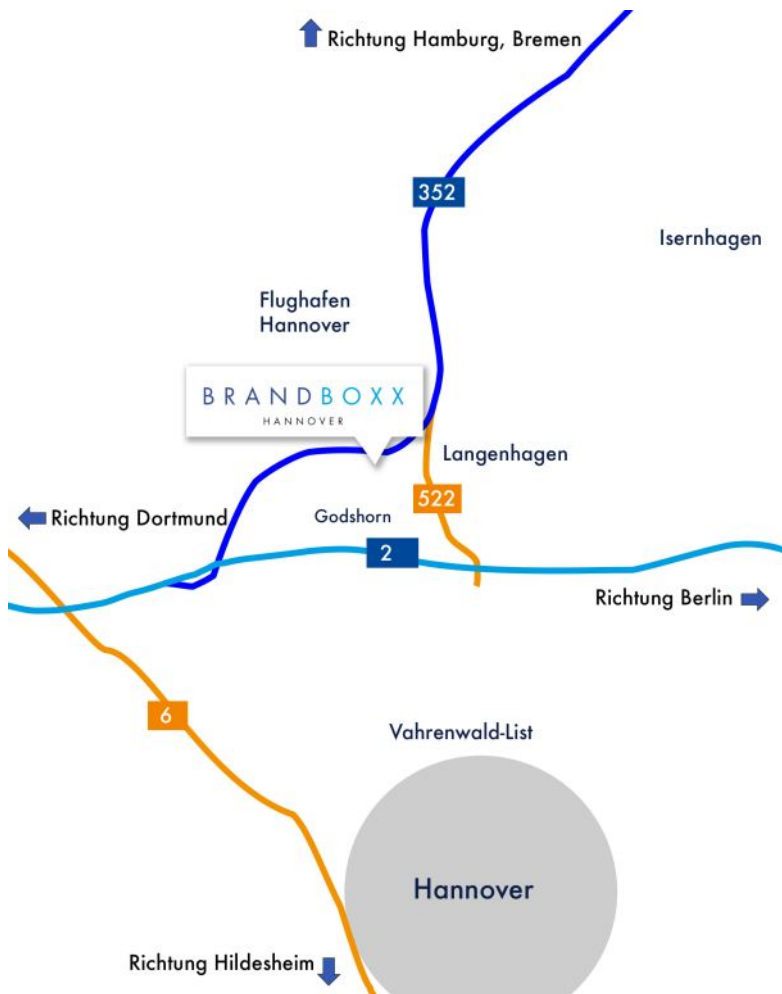 Richtung Hamburg, Bremen
352
Isernhagen
Flughafen
Hannover
BRANDBOXX
HANNOVER
Langenhagen
522
Richtung Dortmund
Godshorn
2
Richtung Berlin
6
Vahrenwald-List
Hannover
Richtung Hildesheim